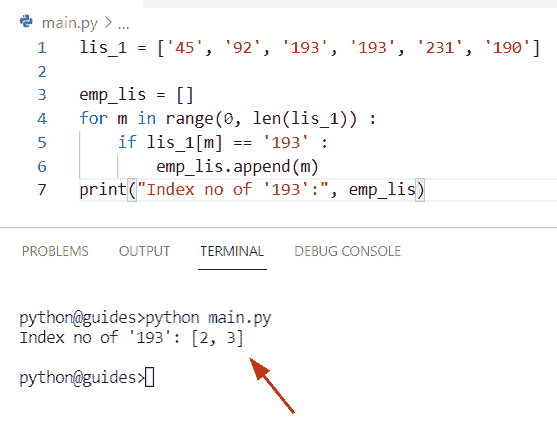 main.py > ...
1 lis_1 = ['45', '92', '193', '193', '231', '190']
2
3 emp_lis = []
4 for m in range(0, len(lis_1)) :
5     if lis_1[m] == '193' :
6         emp_lis.append(m)
7 print("Index no of '193':", emp_lis)
PROBLEMS OUTPUT TERMINAL DEBUG CONSOLE
python@guides>python main.py
Index no of '193': [2, 3]
python@guides>